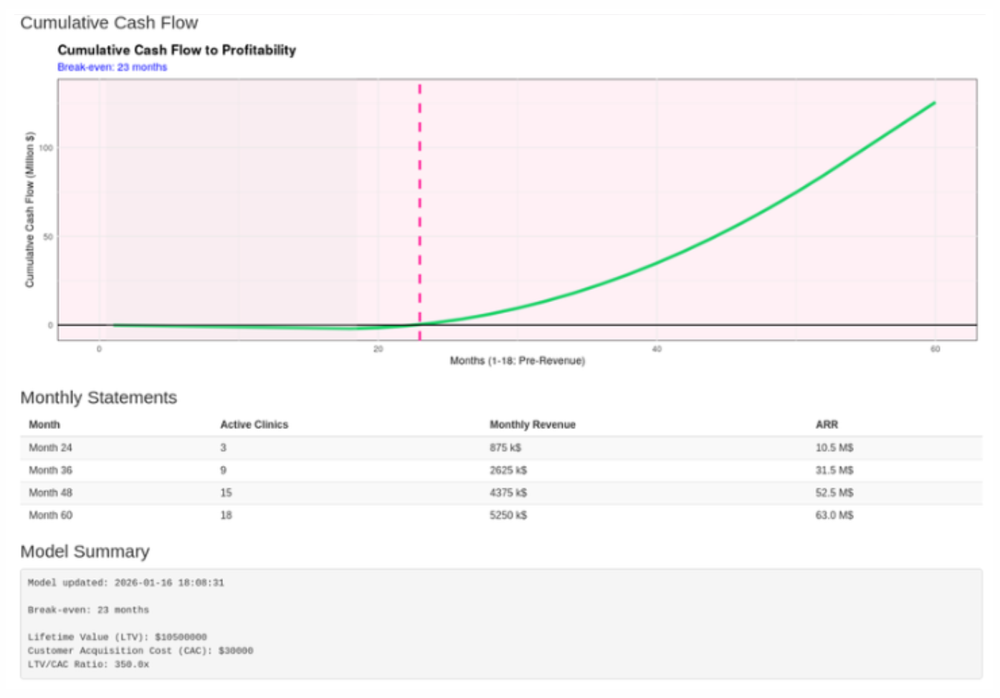 Cumulative Cash Flow
Cumulative Cash Flow to Profitability
Break-even: 23 months
Cumulative Cash Flow (Million $)
100
50
0
0 20 40 60
Months (1-18: Pre-Revenue)
Monthly Statements
Month Active Clinics Monthly Revenue ARR
Month 24 3 875 k$ 10.5 M$
Month 36 9 2625 k$ 31.5 M$
Month 48 15 4375 k$ 52.5 M$
Month 60 18 5250 k$ 63.0 M$
Model Summary
Model updated: 2026-01-16 18:08:31
Break-even: 23 months
Lifetime Value (LTV): $10500000
Customer Acquisition Cost (CAC): $30000
LTV/CAC Ratio: 350.0x